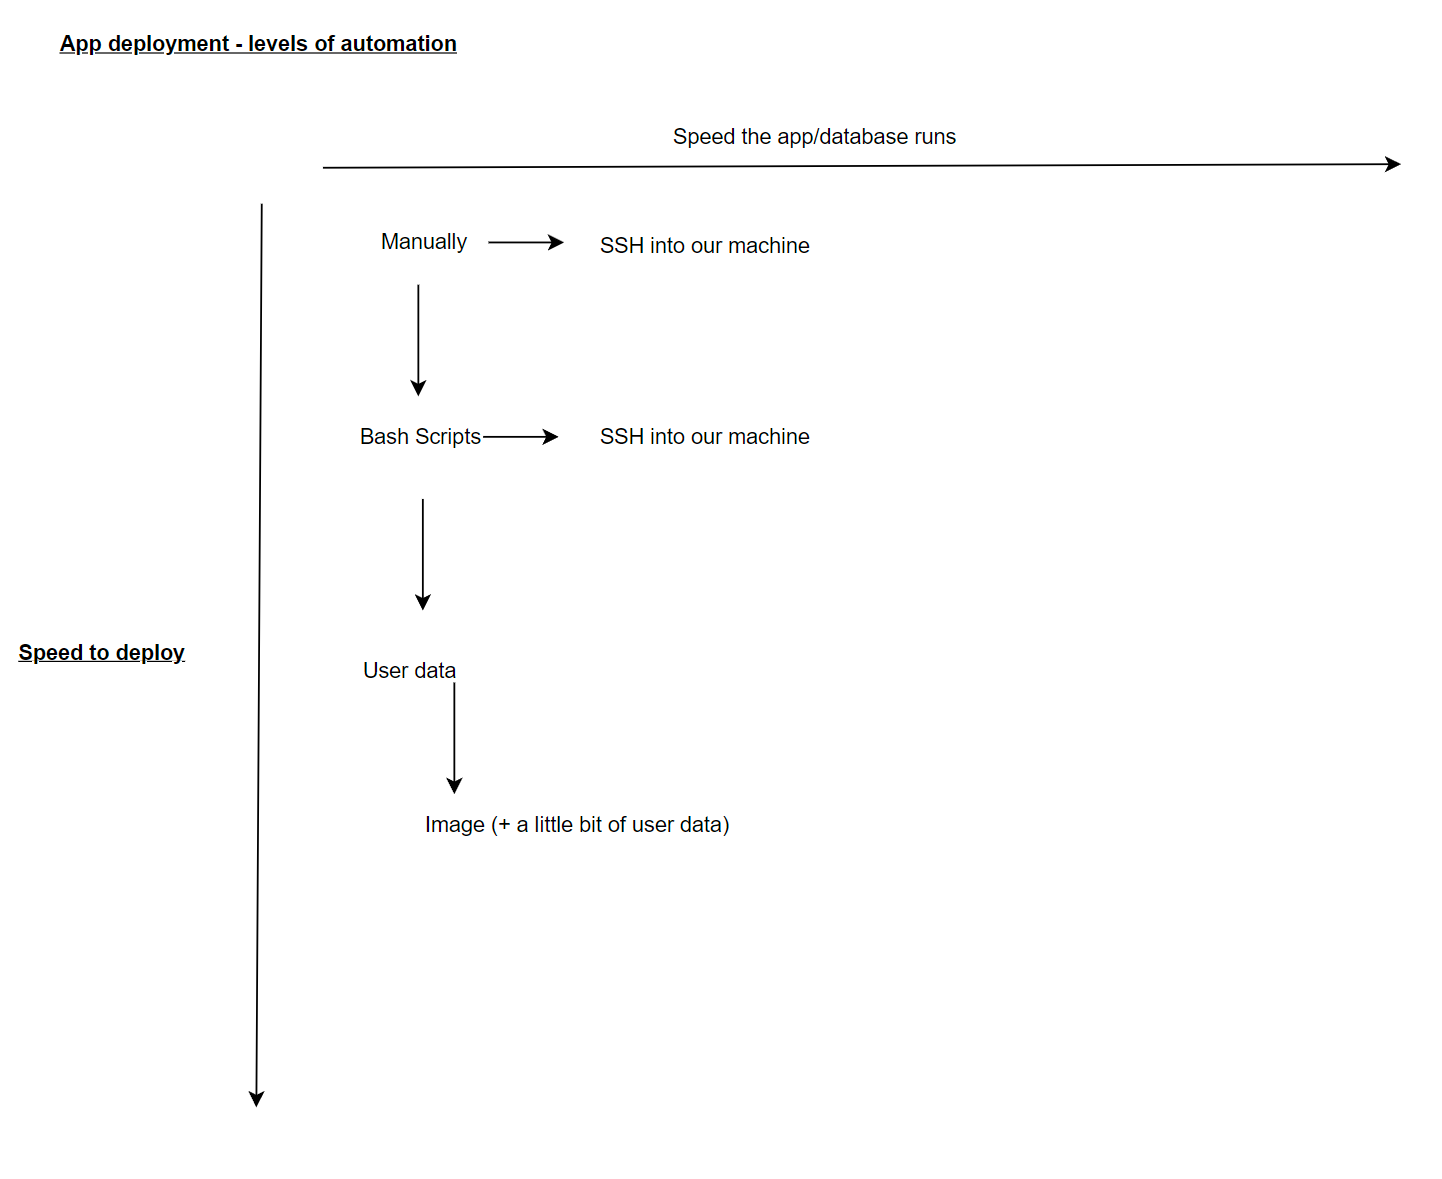 App deployment - levels of automation
Speed the app/database runs
Manually
SSH into our machine
Bash Scripts
SSH into our machine
Speed to deploy
User data
Image (+ a little bit of user data)